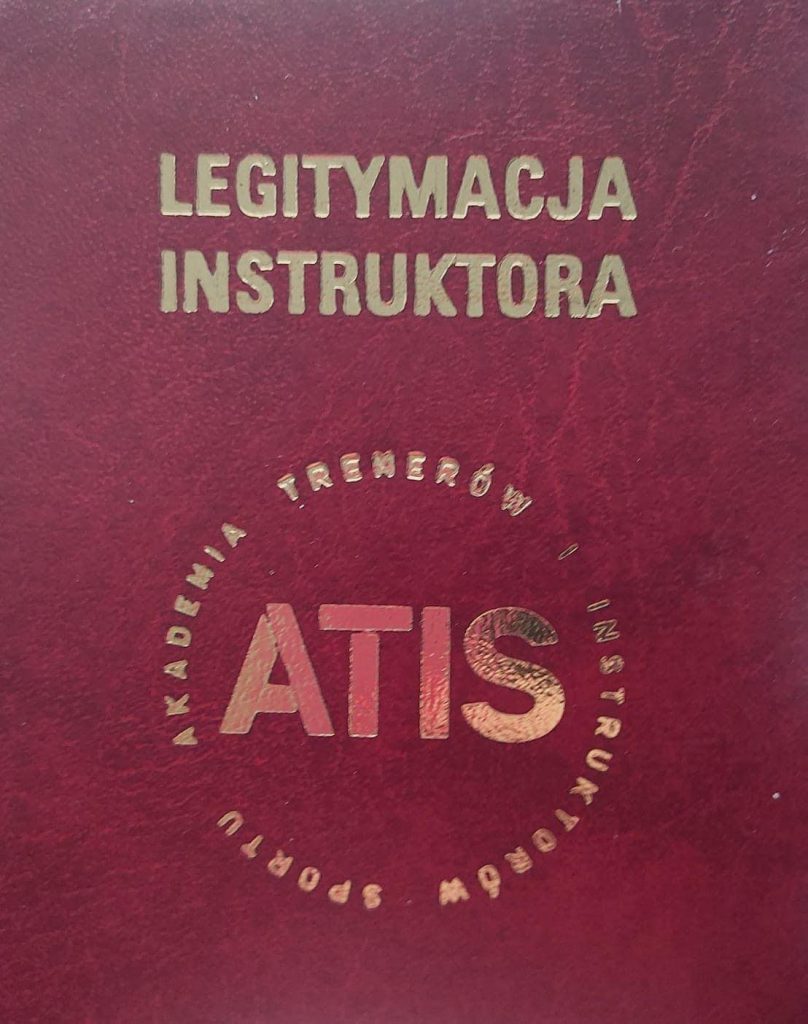 LEGITYMACJA
INSTRUKTORA
AKADEMIA TRENERÓW I INSTRUKTORÓW SPORTU
ATIS